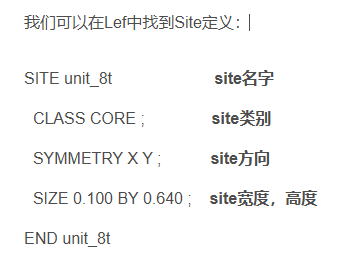 我们可以在Lef中找到Site定义：
SITE unit_8t site名字
CLASS CORE ; site类别
SYMMETRY X Y ; site方向
SIZE 0.100 BY 0.640 ; site宽度，高度
END unit_8t